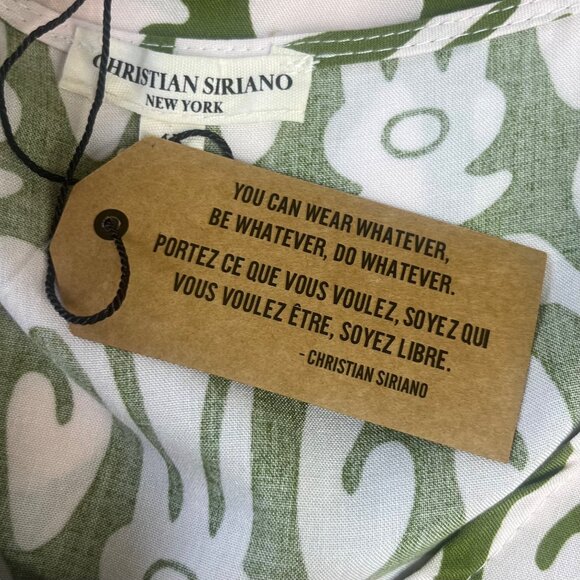 CHRISTIAN SIRIANO
NEW YORK
YOU CAN WEAR WHATEVER,
BE WHATEVER, DO WHATEVER.
PORTEZ CE QUE VOUS VOULEZ, SOYEZ QUI
VOUS VOULEZ ÊTRE, SOYEZ LIBRE.
- CHRISTIAN SIRIANO